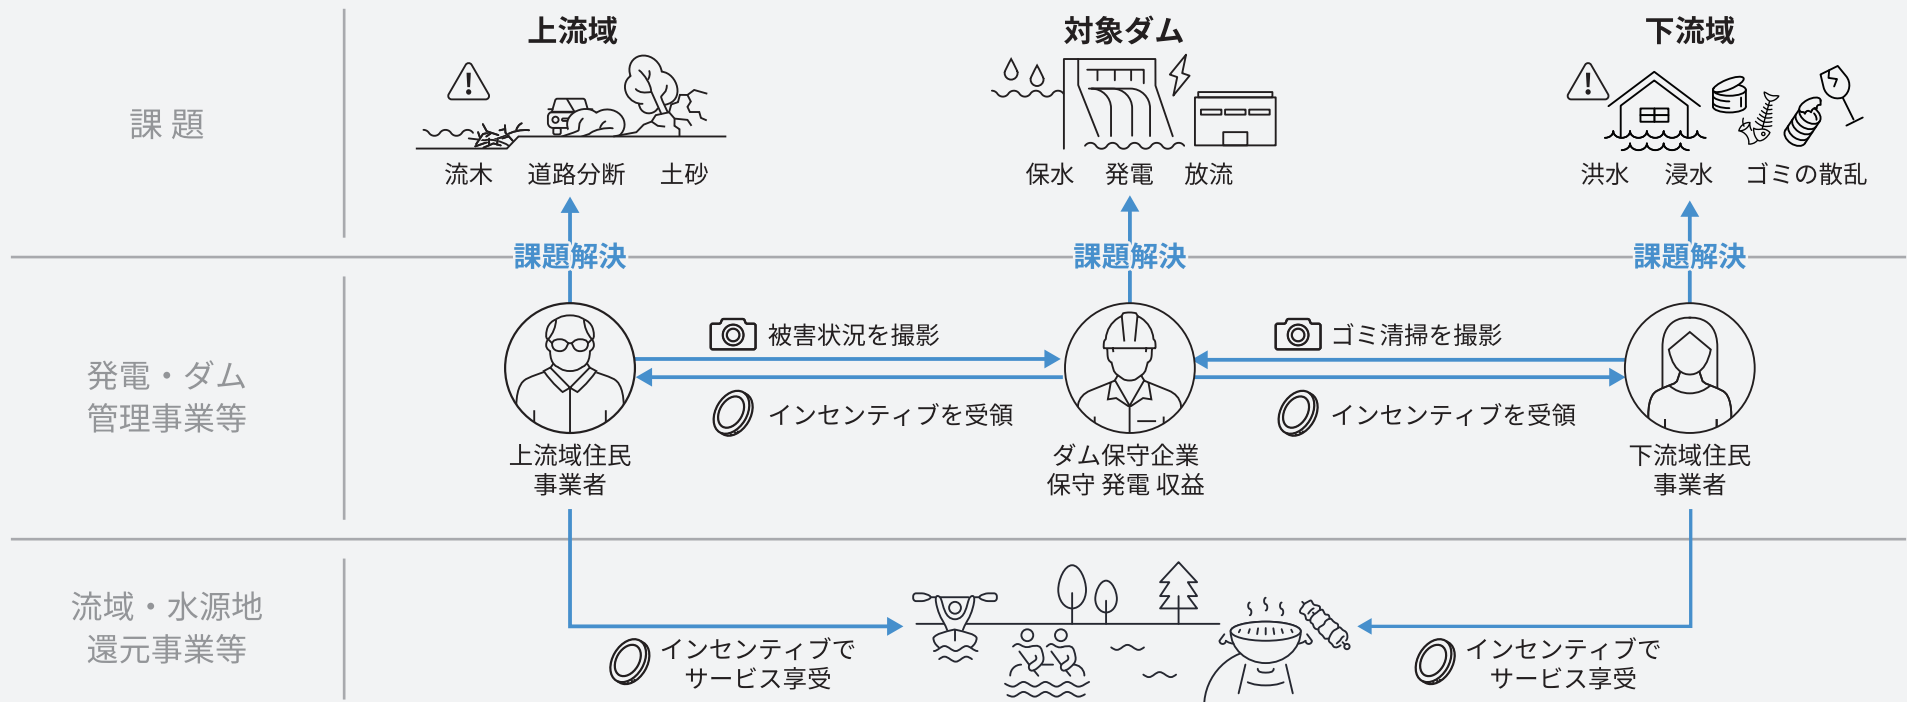 上流域
対象ダム
下流域
課 題
流木 道路分断 土砂
保水 発電 放流
洪水 浸水 ゴミの散乱
課題解決
課題解決
課題解決
発電・ダム
管理事業等
被害状況を撮影
ゴミ清掃を撮影
インセンティブを受領
インセンティブを受領
上流域住民
事業者
ダム保守企業
保守 発電 収益
下流域住民
事業者
流域・水源地
還元事業等
インセンティブで
サービス享受
インセンティブで
サービス享受